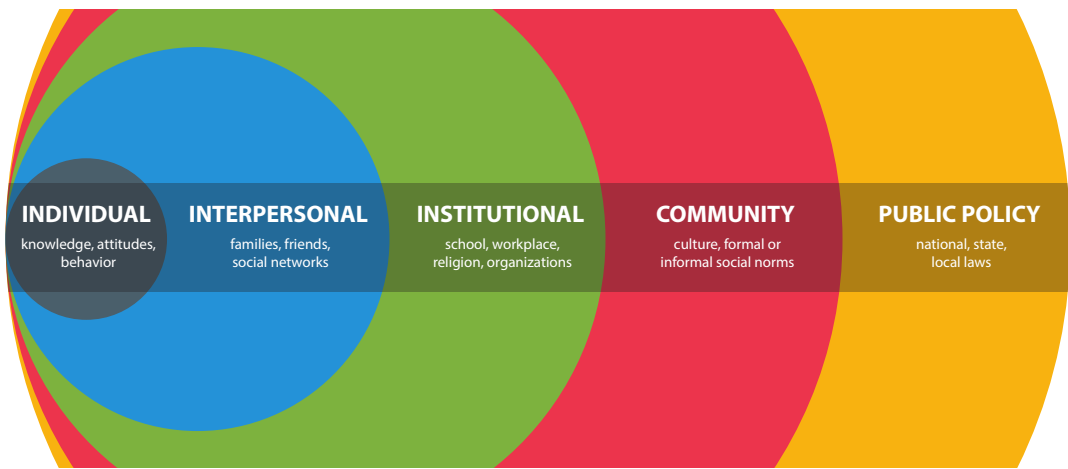 INDIVIDUAL
knowledge, attitudes,
behavior
INTERPERSONAL
families, friends,
social networks
INSTITUTIONAL
school, workplace,
religion, organizations
COMMUNITY
culture, formal or
informal social norms
PUBLIC POLICY
national, state,
local laws